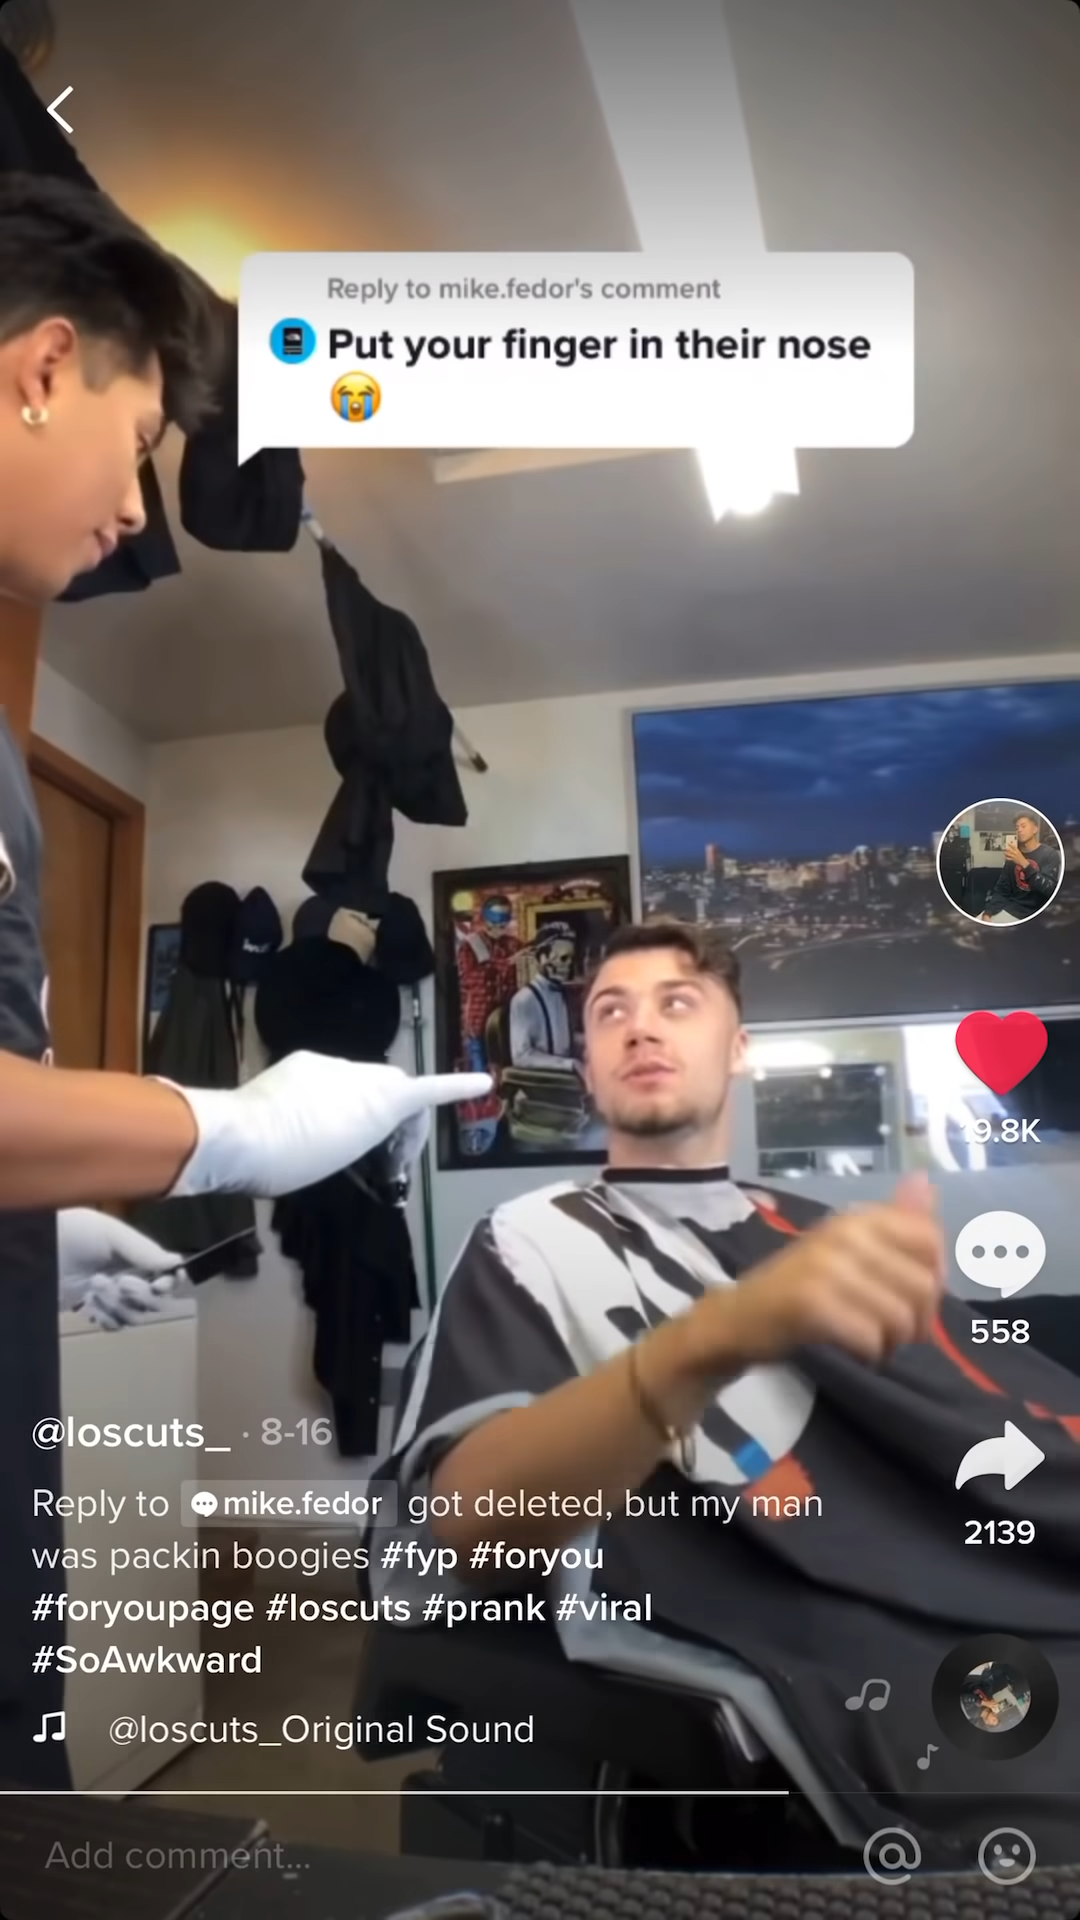 Reply to mike.fedor's comment
Put your finger in their nose
😭
19.8K
558
@loscuts_ · 8-16
Reply to mike.fedor got deleted, but my man
was packin boogies #fyp #foryou
#foryoupage #loscuts #prank #viral
#SoAwkward
2139
@loscuts_Original Sound
Add comment...